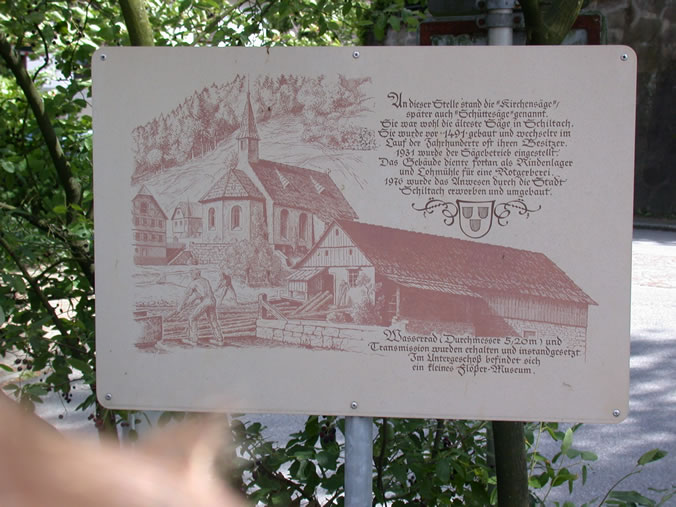 An dieser Stelle stand die "Kirchensäge",
später auch "Schüttesäge" genannt.
Sie war wohl die älteste Säge in Schiltach.
Sie wurde vor 1491 gebaut und wechselte im
Lauf der Jahrhunderte oft ihren Besitzer.
1931 wurde der Sägebetrieb eingestellt.
Das Gebäude diente fortan als Rindenlager
und Lohmühle für eine Rotgerberei.
1976 wurde das Anwesen durch die Stadt
Schiltach erworben und umgebaut.
Wasserrad (Durchmesser 5,20m) und
Transmission wurden erhalten und instandgesetzt
Im Untergeschoß befindet sich
ein kleines Flößer-Museum.